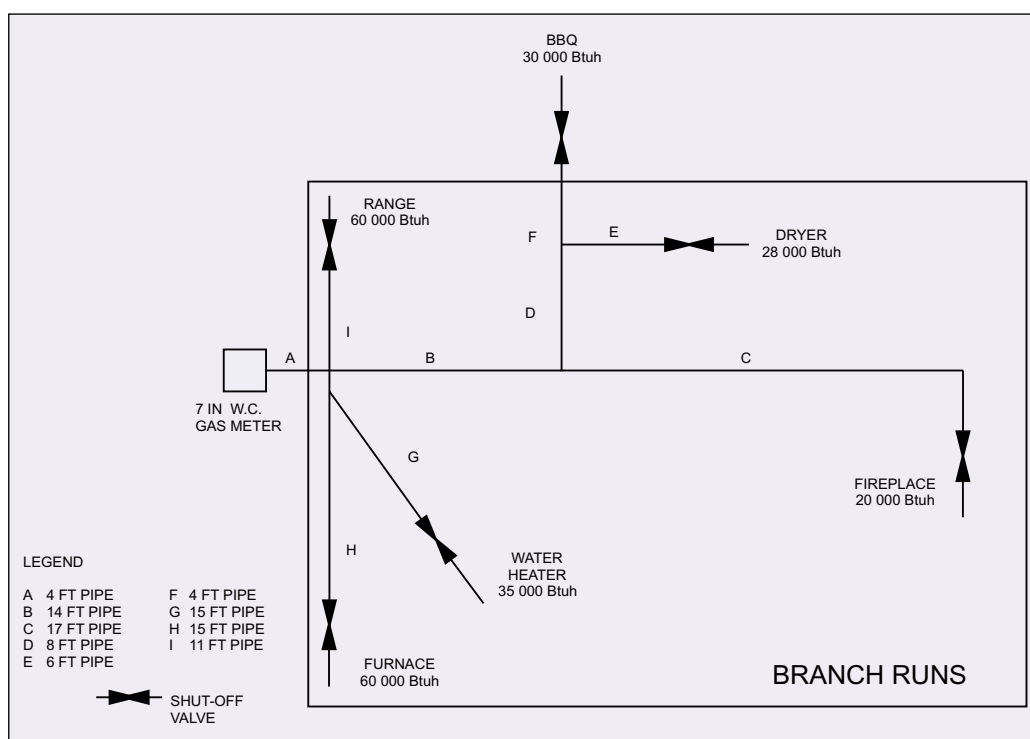 BBQ
30 000 Btuh
RANGE
60 000 Btuh
F
E
DRYER
28 000 Btuh
D
I
A
B
C
7 IN W.C.
GAS METER
G
FIREPLACE
20 000 Btuh
H
WATER
HEATER
35 000 Btuh
LEGEND
A 4 FT PIPE
B 14 FT PIPE
C 17 FT PIPE
D 8 FT PIPE
E 6 FT PIPE
F 4 FT PIPE
G 15 FT PIPE
H 15 FT PIPE
I 11 FT PIPE
SHUT-OFF
VALVE
FURNACE
60 000 Btuh
BRANCH RUNS